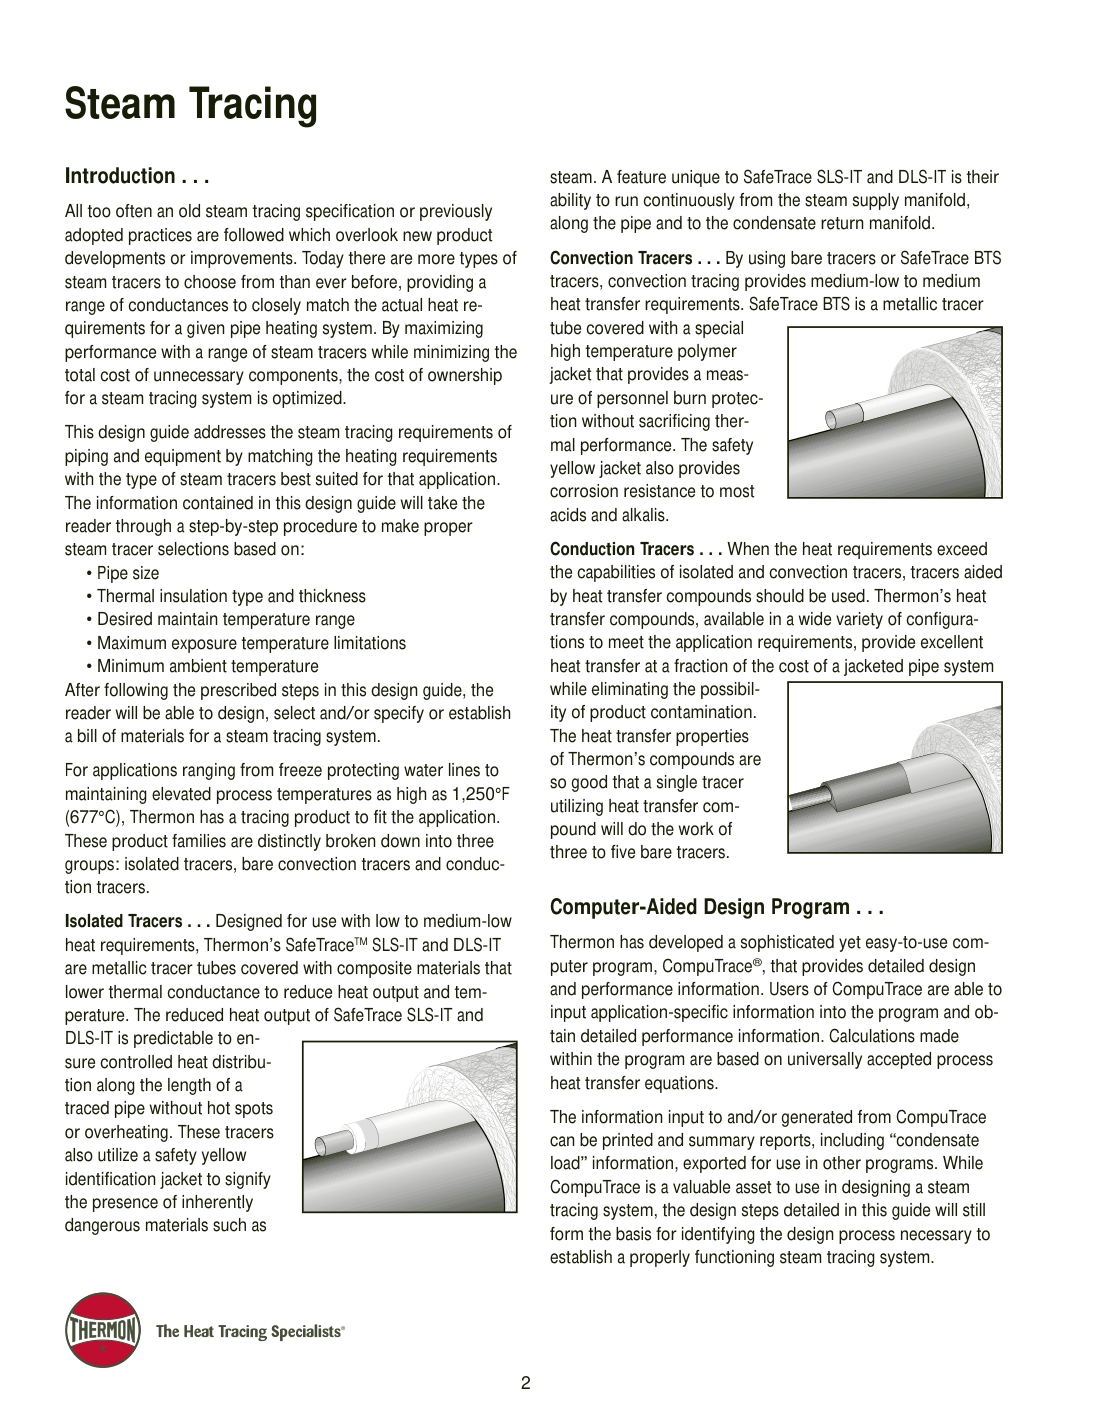 Steam Tracing
Introduction . . .
All too often an old steam tracing specification or previously
adopted practices are followed which overlook new product
developments or improvements. Today there are more types of
steam tracers to choose from than ever before, providing a
range of conductances to closely match the actual heat re-
quirements for a given pipe heating system. By maximizing
performance with a range of steam tracers while minimizing the
total cost of unnecessary components, the cost of ownership
for a steam tracing system is optimized.
This design guide addresses the steam tracing requirements of
piping and equipment by matching the heating requirements
with the type of steam tracers best suited for that application.
The information contained in this design guide will take the
reader through a step-by-step procedure to make proper
steam tracer selections based on:
• Pipe size
• Thermal insulation type and thickness
• Desired maintain temperature range
• Maximum exposure temperature limitations
• Minimum ambient temperature
After following the prescribed steps in this design guide, the
reader will be able to design, select and/or specify or establish
a bill of materials for a steam tracing system.
For applications ranging from freeze protecting water lines to
maintaining elevated process temperatures as high as 1,250°F
(677°C), Thermon has a tracing product to fit the application.
These product families are distinctly broken down into three
groups: isolated tracers, bare convection tracers and conduc-
tion tracers.
Isolated Tracers . . . Designed for use with low to medium-low
heat requirements, Thermon’s SafeTrace™ SLS-IT and DLS-IT
are metallic tracer tubes covered with composite materials that
lower thermal conductance to reduce heat output and tem-
perature. The reduced heat output of SafeTrace SLS-IT and
DLS-IT is predictable to en-
sure controlled heat distribu-
tion along the length of a
traced pipe without hot spots
or overheating. These tracers
also utilize a safety yellow
identification jacket to signify
the presence of inherently
dangerous materials such as
steam. A feature unique to SafeTrace SLS-IT and DLS-IT is their
ability to run continuously from the steam supply manifold,
along the pipe and to the condensate return manifold.
Convection Tracers . . . By using bare tracers or SafeTrace BTS
tracers, convection tracing provides medium-low to medium
heat transfer requirements. SafeTrace BTS is a metallic tracer
tube covered with a special
high temperature polymer
jacket that provides a meas-
ure of personnel burn protec-
tion without sacrificing ther-
mal performance. The safety
yellow jacket also provides
corrosion resistance to most
acids and alkalis.
Conduction Tracers . . . When the heat requirements exceed
the capabilities of isolated and convection tracers, tracers aided
by heat transfer compounds should be used. Thermon’s heat
transfer compounds, available in a wide variety of configura-
tions to meet the application requirements, provide excellent
heat transfer at a fraction of the cost of a jacketed pipe system
while eliminating the possibil-
ity of product contamination.
The heat transfer properties
of Thermon’s compounds are
so good that a single tracer
utilizing heat transfer com-
pound will do the work of
three to five bare tracers.
Computer-Aided Design Program . . .
Thermon has developed a sophisticated yet easy-to-use com-
puter program, CompuTrace®, that provides detailed design
and performance information. Users of CompuTrace are able to
input application-specific information into the program and ob-
tain detailed performance information. Calculations made
within the program are based on universally accepted process
heat transfer equations.
The information input to and/or generated from CompuTrace
can be printed and summary reports, including “condensate
load” information, exported for use in other programs. While
CompuTrace is a valuable asset to use in designing a steam
tracing system, the design steps detailed in this guide will still
form the basis for identifying the design process necessary to
establish a properly functioning steam tracing system.
THERMON
The Heat Tracing Specialists®
2